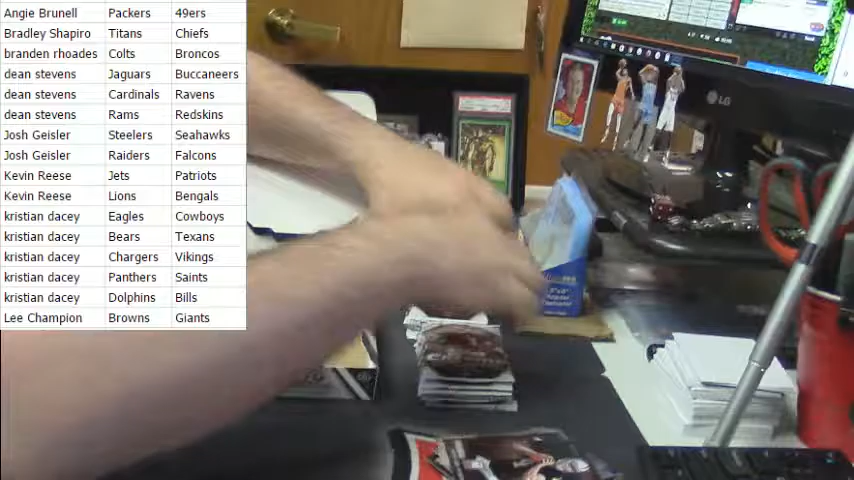 Angie Brunell Packers 49ers
Bradley Shapiro Titans Chiefs
branden rhoades Colts Broncos
dean stevens Jaguars Buccaneers
dean stevens Cardinals Ravens
dean stevens Rams Redskins
Josh Geisler Steelers Seahawks
Josh Geisler Raiders Falcons
Kevin Reese Jets Patriots
Kevin Reese Lions Bengals
kristian dacey Eagles Cowboys
kristian dacey Bears Texans
kristian dacey Chargers Vikings
kristian dacey Panthers Saints
kristian dacey Dolphins Bills
Lee Champion Browns Giants
LG